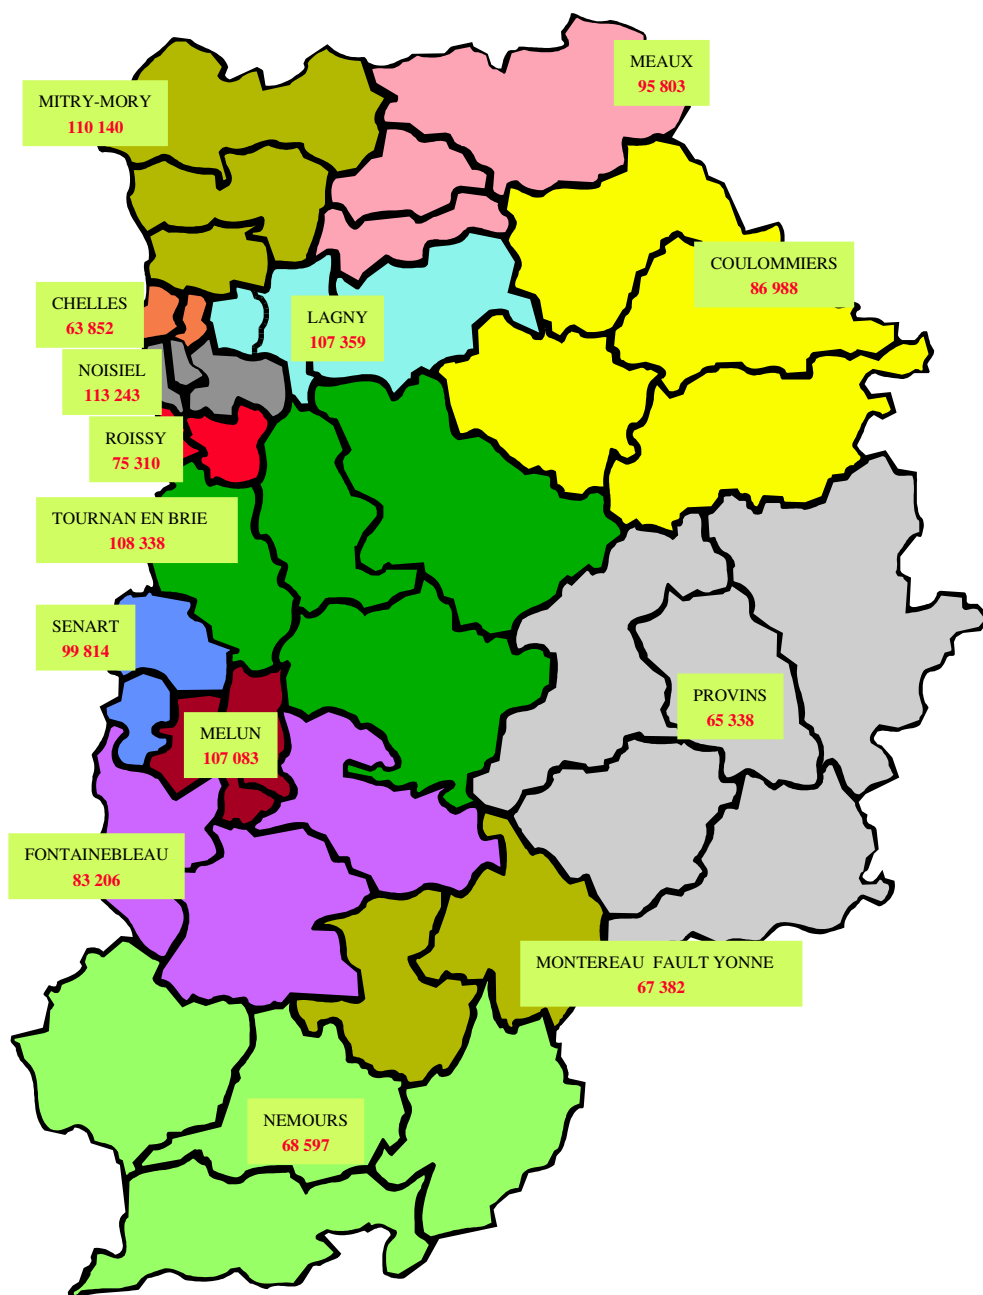 MEAUX
95 803
MITRY-MORY
110 140
COULOMMIERS
86 988
CHELLES
63 852
LAGNY
107 359
NOISIEL
113 243
ROISSY
75 310
TOURNAN EN BRIE
108 338
SENART
99 814
PROVINS
65 338
MELUN
107 083
FONTAINEBLEAU
83 206
MONTEREAU  FAULT YONNE
67 382
NEMOURS
68 597